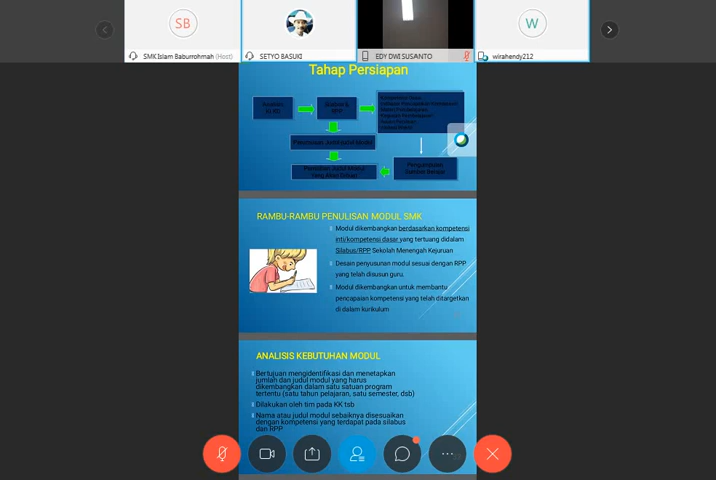 SB
W
SMK Islam Baburrohmah (Host)
SETYO BASUKI
EDY DWI SUSANTO
wirahendy212
Tahap Persiapan
RAMBU-RAMBU PENULISAN MODUL SMK
Modul dikembangkan berdasarkan kompetensi
inti/kompetensi dasar yang tertuang didalam
Silabus/RPP Sekolah Menengah Kejuruan
Desain penyusunan modul sesuai dengan RPP
yang telah disusun guru.
Modul dikembangkan untuk membantu
pencapaian kompetensi yang telah ditargetkan
di dalam kurikulum
ANALISIS KEBUTUHAN MODUL
Bertujuan mengidentifikasi dan menetapkan
jumlah dan judul modul yang harus
dikembangkan dalam satu satuan program
tertentu (satu tahun pelajaran, satu semester, dsb)
Dilakukan oleh tim pada KK tsb
Nama atau judul modul sebaiknya disesuaikan
dengan kompetensi yang terdapat pada silabus
dan RPP